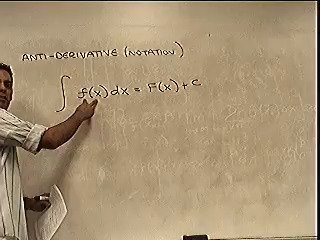 ANTI-DERIVATIVE (NOTATION)
∫ f(x) dx = F(x) + C